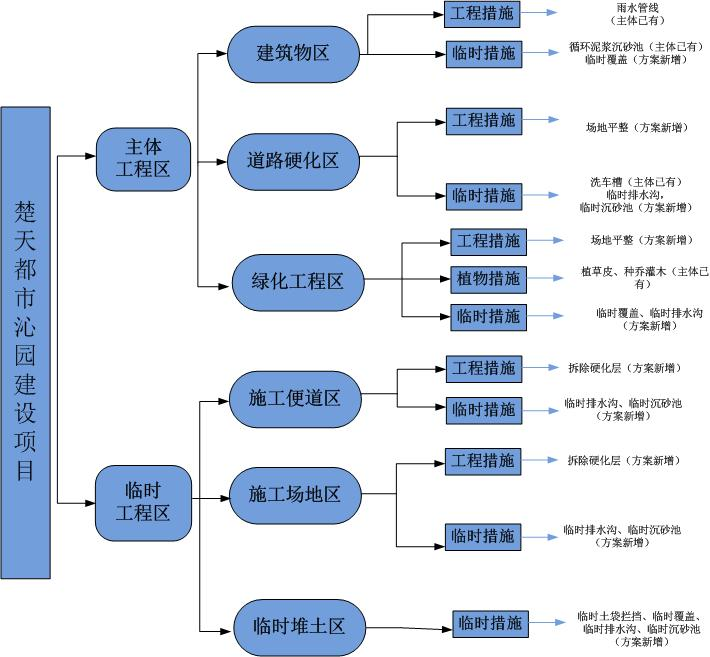 楚天都市沁园建设项目
主体
工程区
建筑物区
工程措施
雨水管线
（主体已有）
临时措施
循环泥浆沉砂池（主体已有）
临时覆盖（方案新增）
道路硬化区
工程措施
场地平整（方案新增）
临时措施
洗车槽（主体已有）
临时排水沟，
临时沉砂池（方案新增）
绿化工程区
工程措施
场地平整（方案新增）
植物措施
植草皮、种乔灌木（主体已
有）
临时措施
临时覆盖、临时排水沟
（方案新增）
临时
工程区
施工便道区
工程措施
拆除硬化层（方案新增）
临时措施
临时排水沟、临时沉砂池
（方案新增）
施工场地区
工程措施
拆除硬化层（方案新增）
临时措施
临时排水沟、临时沉砂池
（方案新增）
临时堆土区
临时措施
临时土袋拦挡、临时覆盖、
临时排水沟、临时沉砂池
（方案新增）